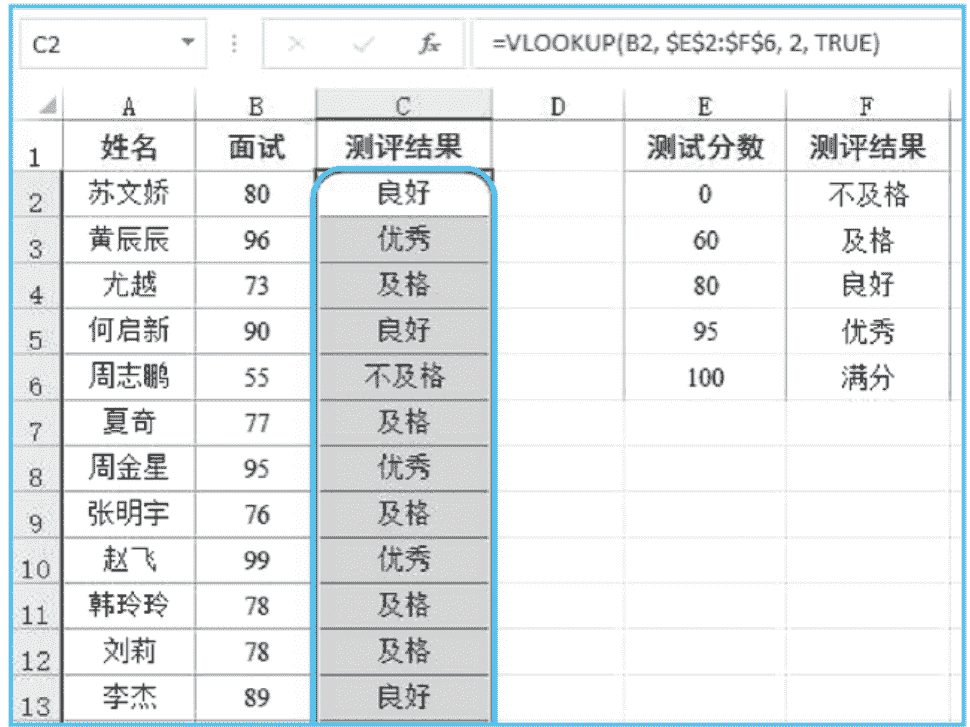 C2 fx =VLOOKUP(B2, $E$2:$F$6, 2, TRUE)
A B C D E F
1 姓名 面试 测评结果 测试分数 测评结果
2 苏文娇 80 良好 0 不及格
3 黄辰辰 96 优秀 60 及格
4 尤越 73 及格 80 良好
5 何启新 90 良好 95 优秀
6 周志鹏 55 不及格 100 满分
7 夏奇 77 及格
8 周金星 95 优秀
9 张明宇 76 及格
10 赵飞 99 优秀
11 韩玲玲 78 及格
12 刘莉 78 及格
13 李杰 89 良好